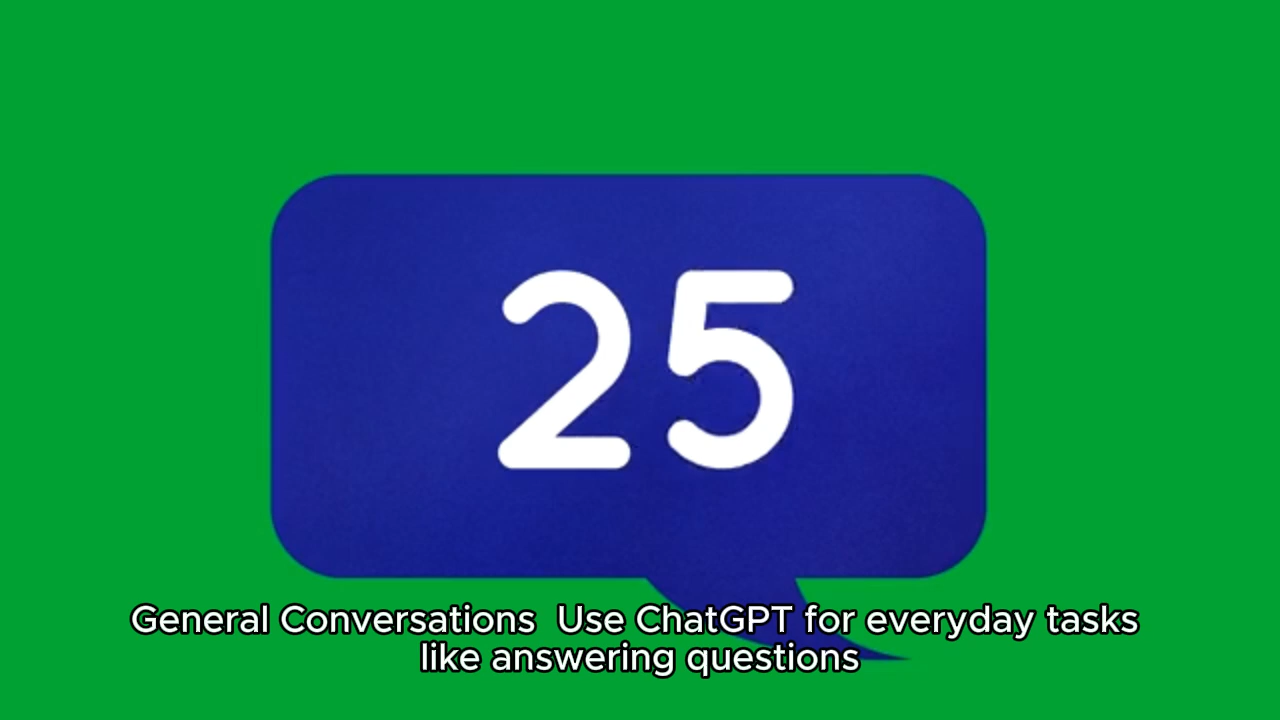 25
General Conversations  Use ChatGPT for everyday tasks
like answering questions